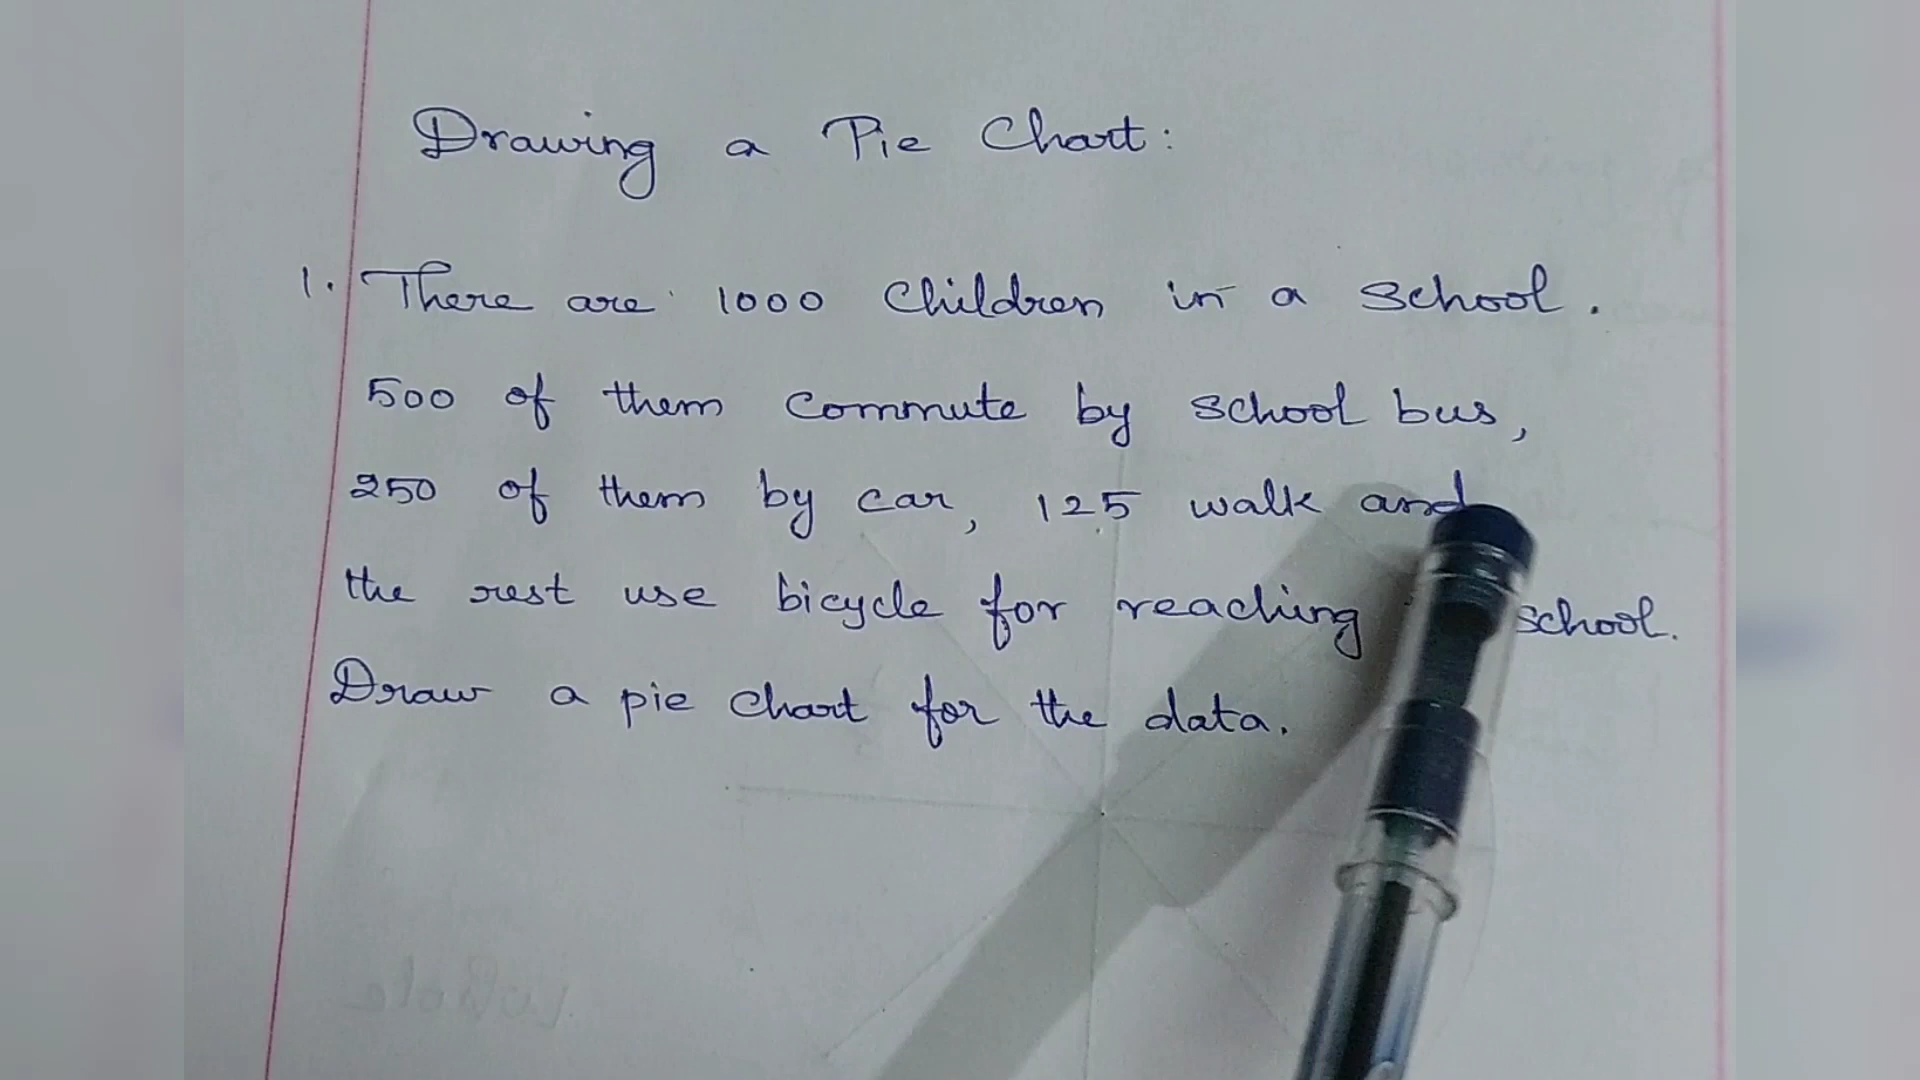 Drawing a Pie Chart:
1. There are 1000 children in a school.
500 of them commute by school bus,
250 of them by car, 125 walk and
the rest use bicycle for reaching school.
Draw a pie chart for the data.